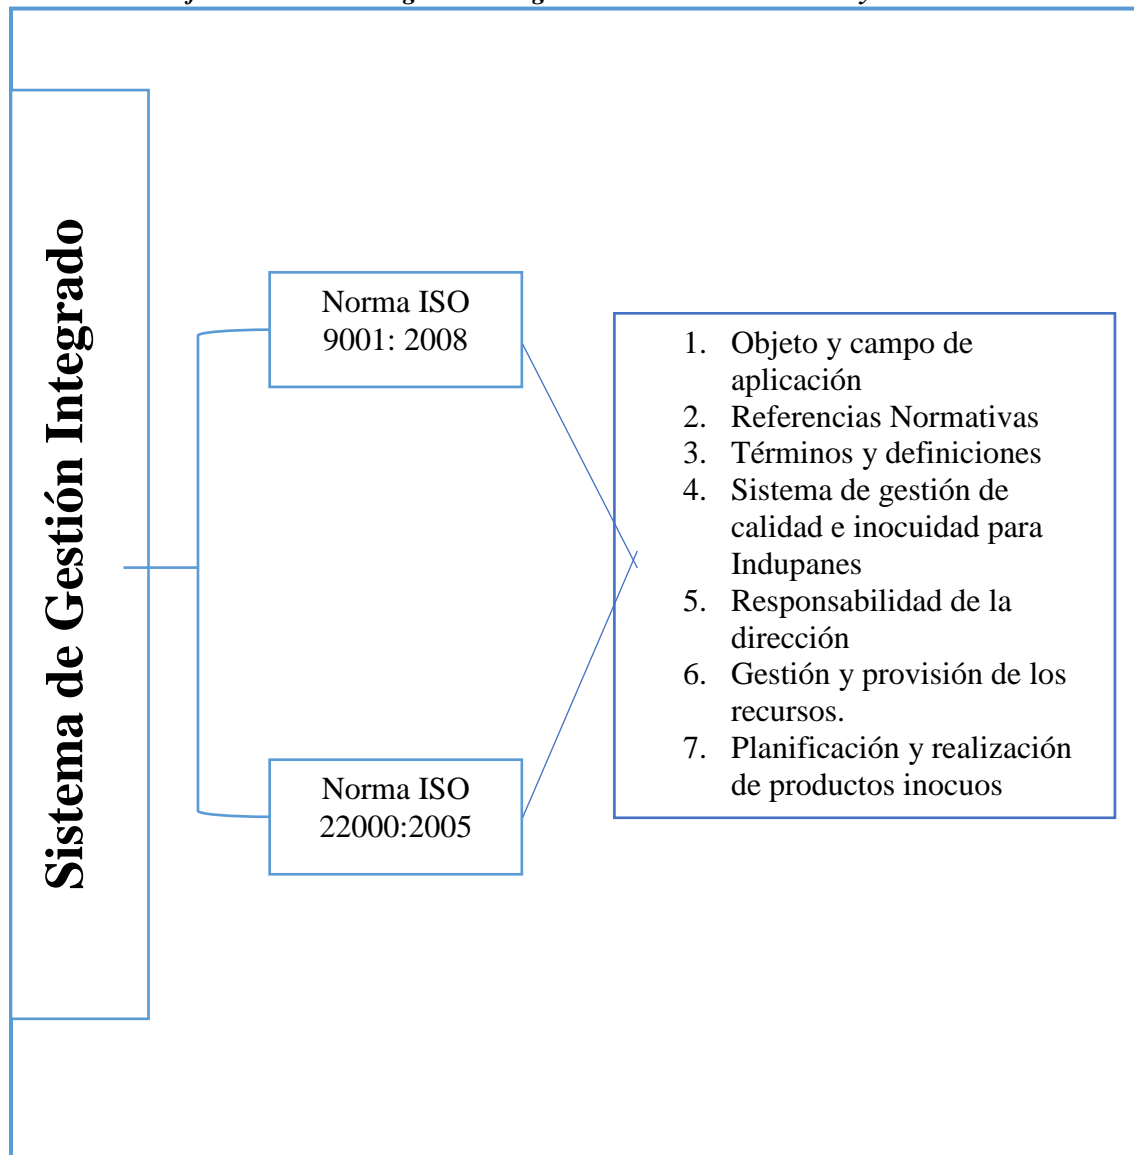 Sistema de Gestión Integrado
Norma ISO
9001: 2008
Norma ISO
22000:2005
1. Objeto y campo de
aplicación
2. Referencias Normativas
3. Términos y definiciones
4. Sistema de gestión de
calidad e inocuidad para
Indupanes
5. Responsabilidad de la
dirección
6. Gestión y provisión de los
recursos.
7. Planificación y realización
de productos inocuos